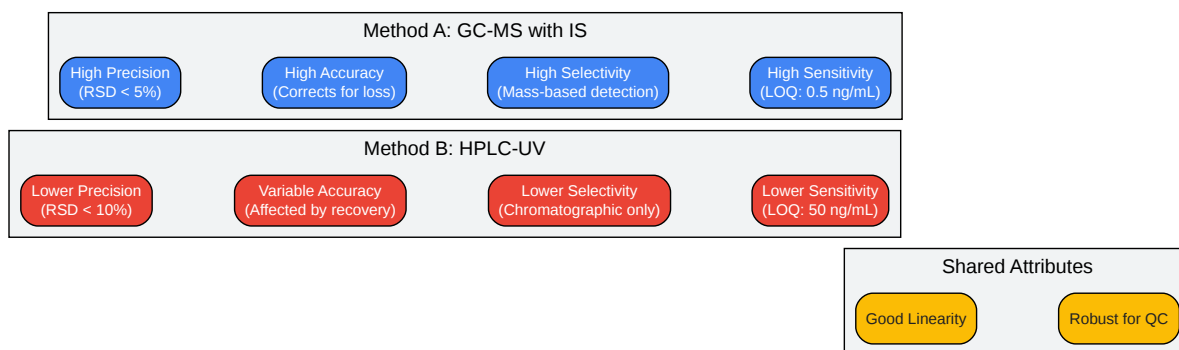 Method A: GC-MS with IS
High Precision
(RSD < 5%)
High Accuracy
(Corrects for loss)
High Selectivity
(Mass-based detection)
High Sensitivity
(LOQ: 0.5 ng/mL)
Method B: HPLC-UV
Lower Precision
(RSD < 10%)
Variable Accuracy
(Affected by recovery)
Lower Selectivity
(Chromatographic only)
Lower Sensitivity
(LOQ: 50 ng/mL)
Shared Attributes
Good Linearity
Robust for QC